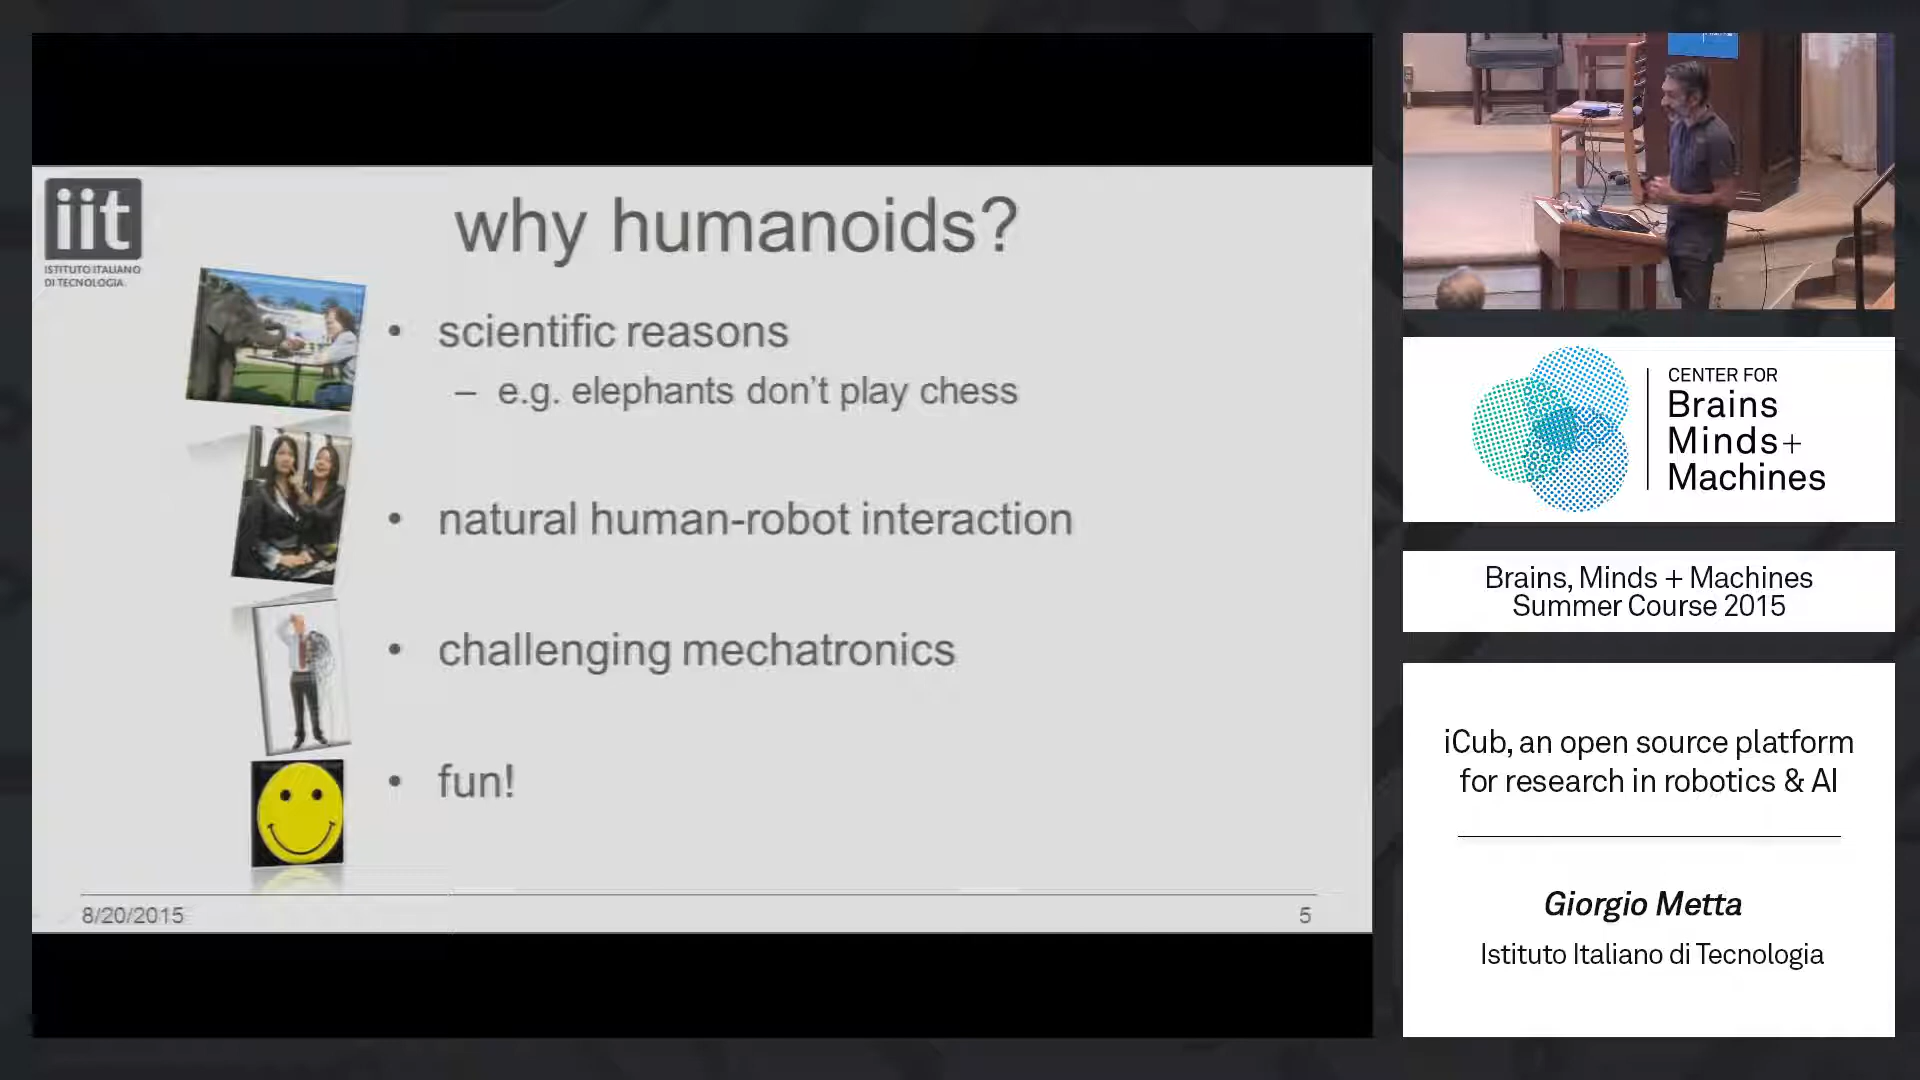 iit
ISTITUTO ITALIANO
DI TECNOLOGIA
why humanoids?
• scientific reasons
– e.g. elephants don't play chess
• natural human-robot interaction
• challenging mechatronics
• fun!
8/20/2015
5
CENTER FOR
Brains
Minds+
Machines
Brains, Minds + Machines
Summer Course 2015
iCub, an open source platform
for research in robotics & AI
Giorgio Metta
Istituto Italiano di Tecnologia